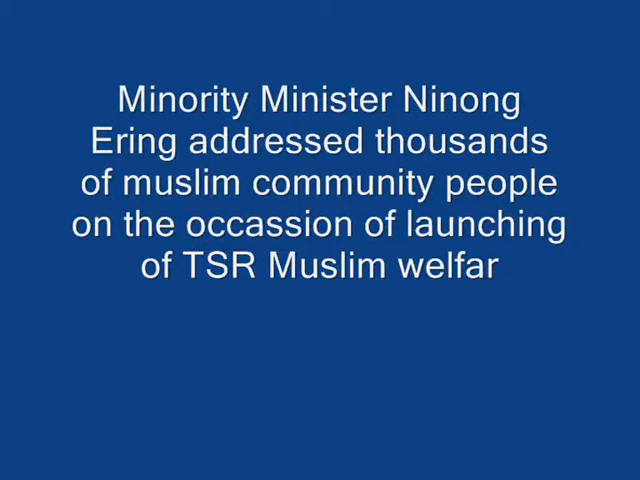 Minority Minister Ninong
Ering addressed thousands
of muslim community people
on the occassion of launching
of TSR Muslim welfar